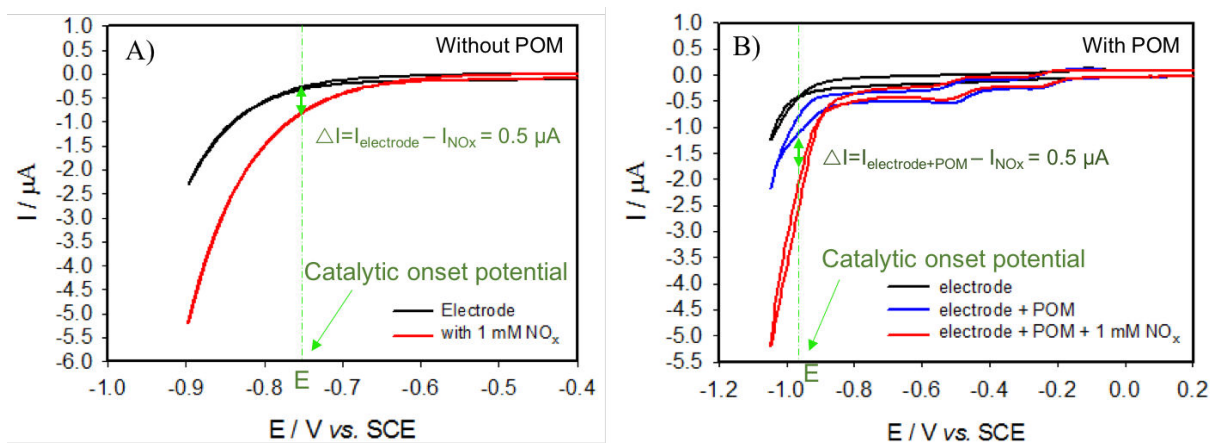 A)
Without POM
1.0
0.5
0.0
-0.5
-1.0
-1.5
-2.0
-2.5
-3.0
-3.5
-4.0
-4.5
-5.0
-5.5
-6.0
I / μA
△I=Ielectrode – INOx = 0.5 μA
Catalytic onset potential
Electrode
with 1 mM NOx
E
-1.0 -0.9 -0.8 -0.7 -0.6 -0.5 -0.4
E / V vs. SCE
B)
With POM
1.0
0.5
0.0
-0.5
-1.0
-1.5
-2.0
-2.5
-3.0
-3.5
-4.0
-4.5
-5.0
-5.5
I / μA
△I=Ielectrode+POM – INOx = 0.5 μA
Catalytic onset potential
electrode
electrode + POM
electrode + POM + 1 mM NOx
E
-1.2 -1.0 -0.8 -0.6 -0.4 -0.2 0.0 0.2
E / V vs. SCE